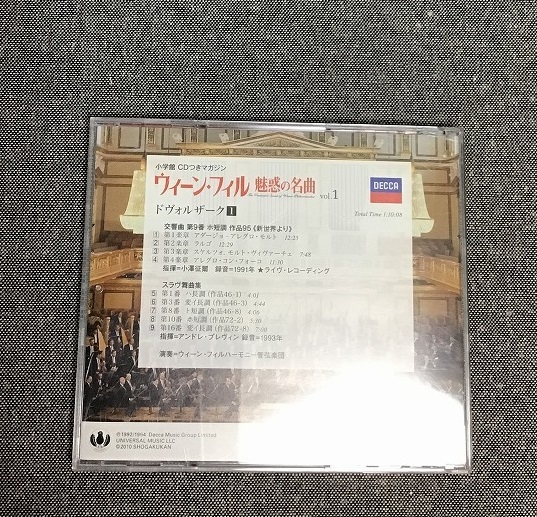 小学館 CDつきマガジン
ウィーン・フィル 魅惑の名曲 vol.1
DECCA
ドヴォルザーク 1
Total Time 1:10:08
交響曲 第9番 ホ短調 作品95《新世界より》
1 第1楽章 アダージョ-アレグロ・モルト 12:23
2 第2楽章 ラルゴ 12:29
3 第3楽章 スケルツォ、モルト・ヴィヴァーチェ 7:48
4 第4楽章 アレグロ・コン・フォーコ 11:30
指揮=小澤征爾 録音=1991年 ★ライヴ・レコーディング
スラヴ舞曲集
5 第1番 ハ長調 (作品46-1) 4:01
6 第3番 変イ長調 (作品46-3) 4:44
7 第8番 ト短調 (作品46-8) 4:06
8 第10番 ホ短調 (作品72-2)
9 第16番 変イ長調 (作品72-8)
指揮=アンドレ・プレヴィン 録音=1993年
演奏=ウィーン・フィルハーモニー管弦楽団
℗1992/1994 Decca Music Group Limited
UNIVERSAL MUSIC LLC
©2010 SHOGAKUKAN